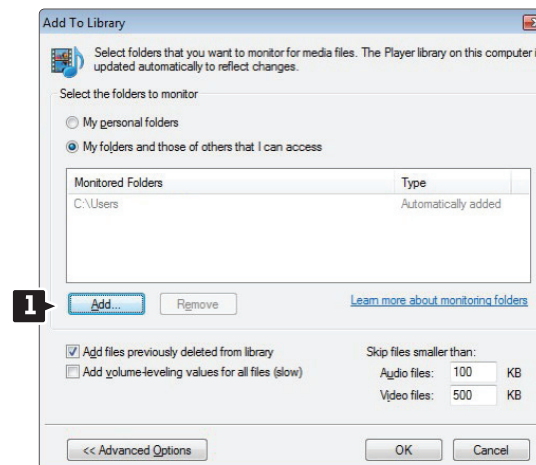 Add To Library
Select folders that you want to monitor for media files. The Player library on this computer i
updated automatically to reflect changes.
Select the folders to monitor
My personal folders
My folders and those of others that I can access
Monitored Folders Type
C:\Users Automatically added
1
Add... Remove Learn more about monitoring folders
Add files previously deleted from library Skip files smaller than:
Add volume-leveling values for all files (slow) Audio files: 100 KB
Video files: 500 KB
<< Advanced Options OK Cancel